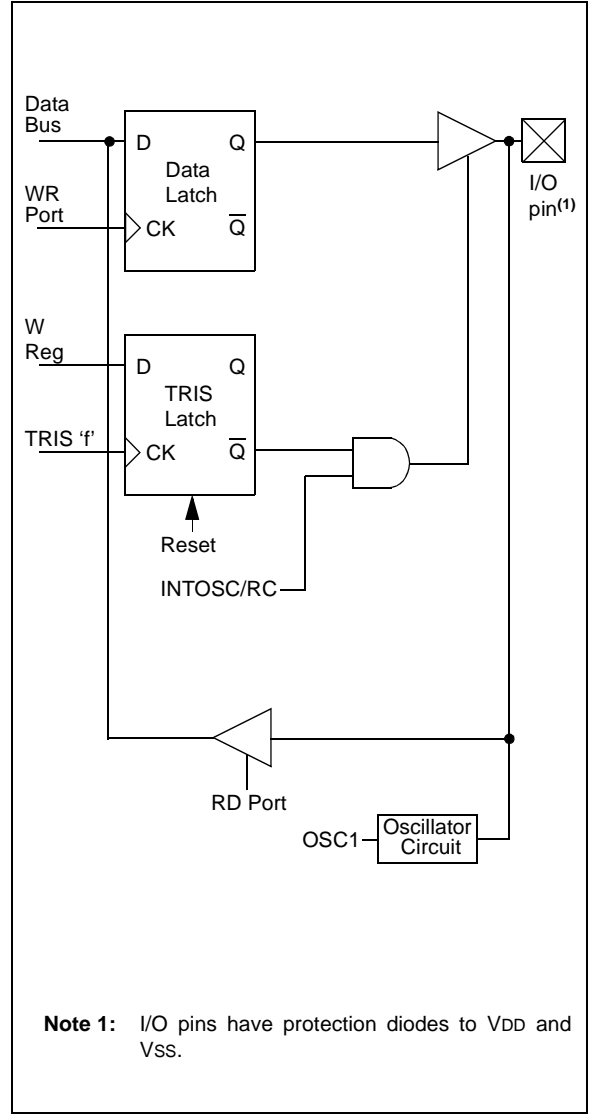 Data
Bus
D
Q
Data
Latch
WR
Port
CK
Q̅
I/O
pin(1)
W
Reg
D
Q
TRIS
Latch
TRIS ‘f’
CK
Q̅
Reset
INTOSC/RC
RD Port
OSC1
Oscillator
Circuit
Note 1: I/O pins have protection diodes to VDD and
VSS.